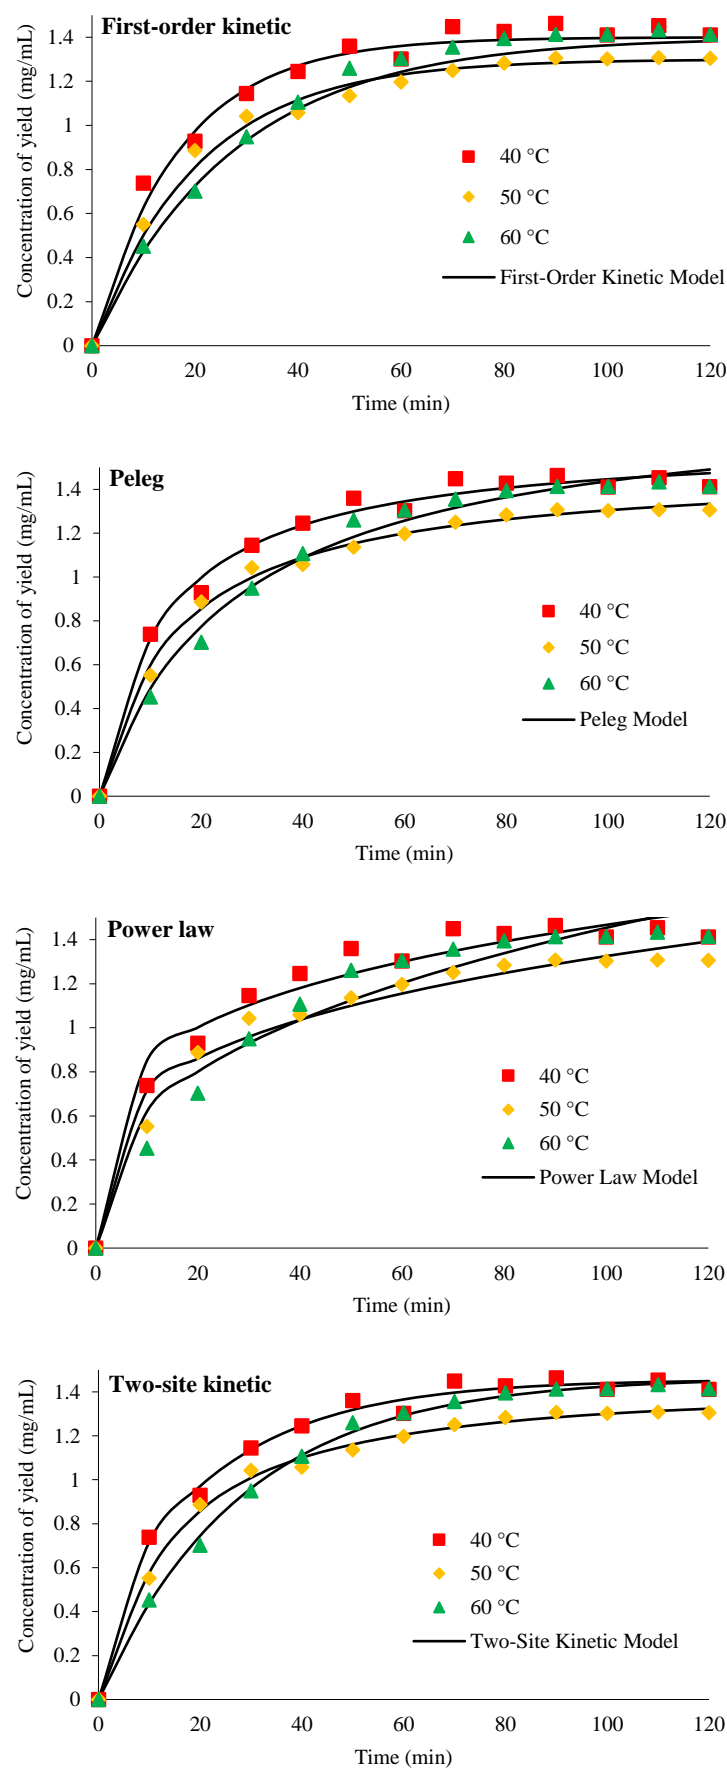 First-order kinetic
Concentration of yield (mg/mL)
1.4
1.2
1
0.8
0.6
0.4
0.2
0
40 °C
50 °C
60 °C
First-Order Kinetic Model
0 20 40 60 80 100 120
Time (min)
Peleg
Concentration of yield (mg/mL)
1.4
1.2
1
0.8
0.6
0.4
0.2
0
40 °C
50 °C
60 °C
Peleg Model
0 20 40 60 80 100 120
Time (min)
Power law
Concentration of yield (mg/mL)
1.4
1.2
1
0.8
0.6
0.4
0.2
0
40 °C
50 °C
60 °C
Power Law Model
0 20 40 60 80 100 120
Time (min)
Two-site kinetic
Concentration of yield (mg/mL)
1.4
1.2
1
0.8
0.6
0.4
0.2
0
40 °C
50 °C
60 °C
Two-Site Kinetic Model
0 20 40 60 80 100 120
Time (min)